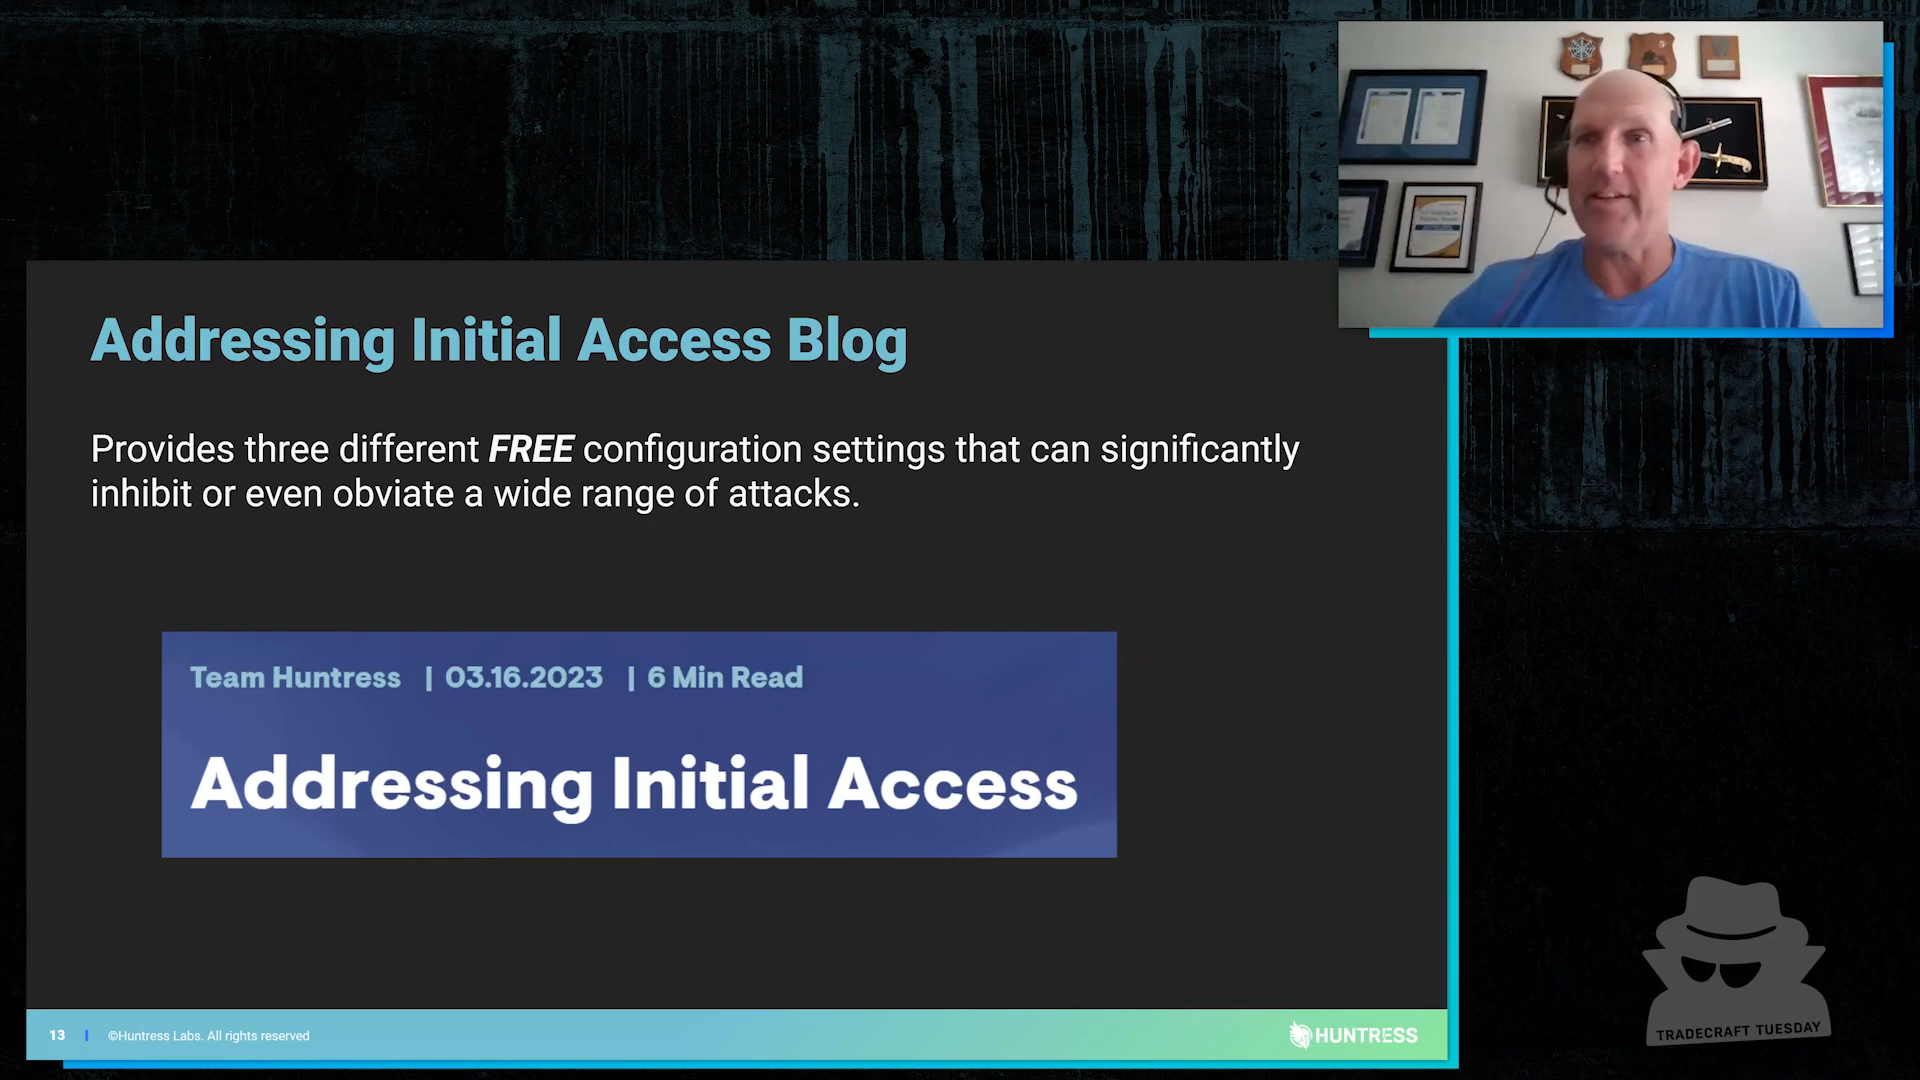 Addressing Initial Access Blog
Provides three different FREE configuration settings that can significantly
inhibit or even obviate a wide range of attacks.
Team Huntress | 03.16.2023 | 6 Min Read
Addressing Initial Access
13 | ©Huntress Labs. All rights reserved
HUNTRESS
TRADECRAFT TUESDAY